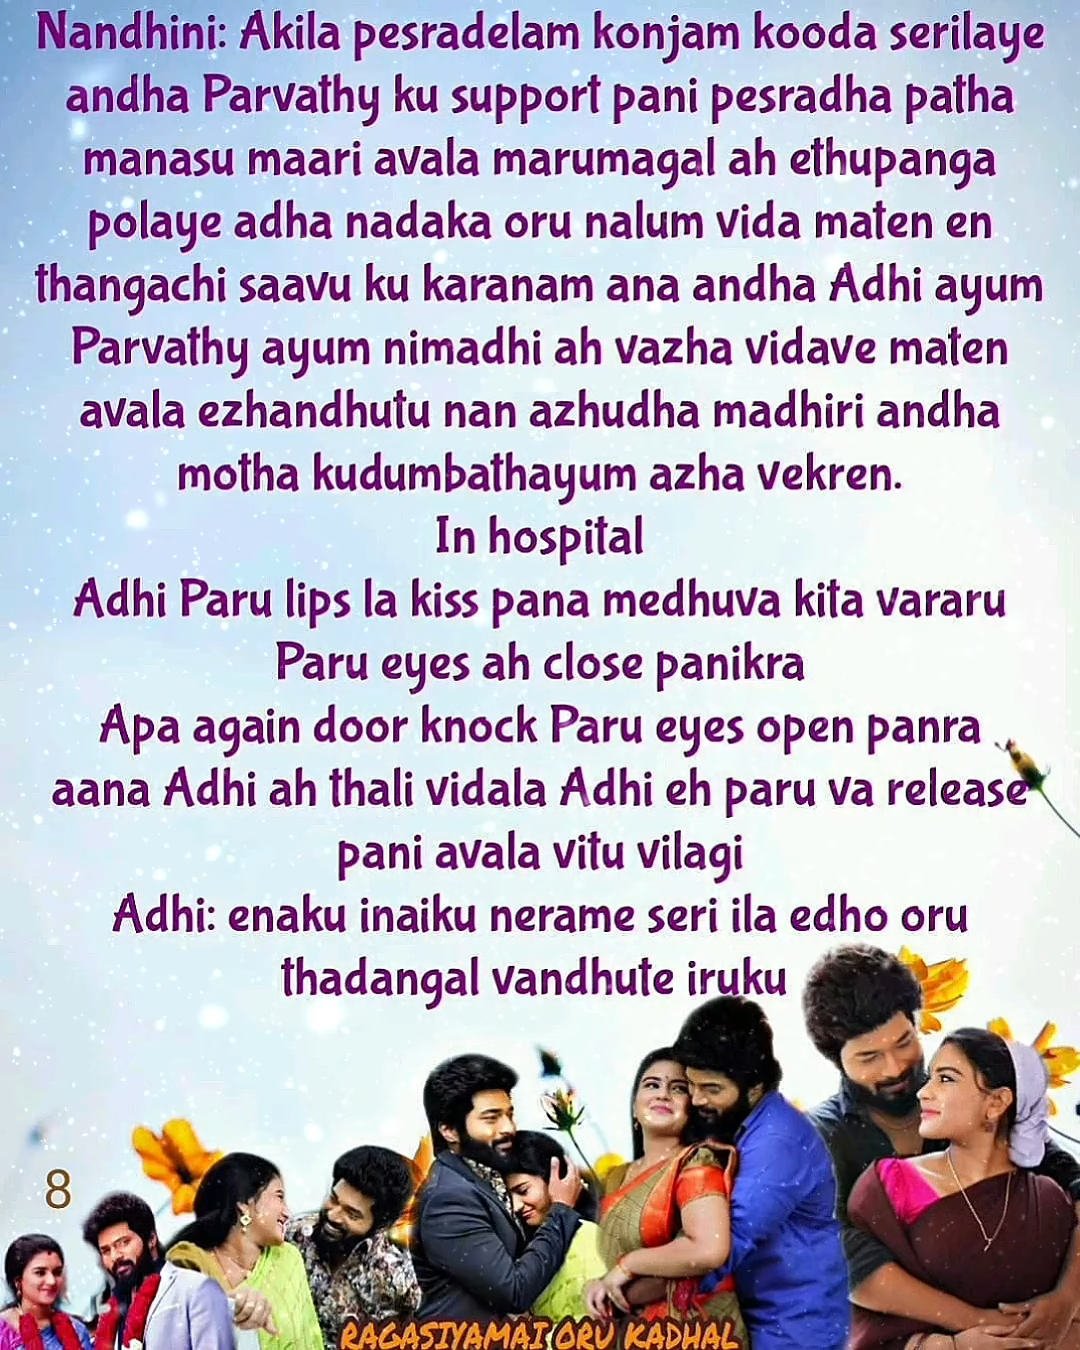 Nandhini: Akila pesradelam konjam kooda serilaye
andha Parvathy ku support pani pesradha patha
manasu maari avala marumagal ah ethupanga
polaye adha nadaka oru nalum vida maten en
thangachi saavu ku karanam ana andha Adhi ayum
Parvathy ayum nimadhi ah vazha vidave maten
avala ezhandhutu nan azhudha madhiri andha
motha kudumbathayum azha vekren.
In hospital
Adhi Paru lips la kiss pana medhuva kita vararu
Paru eyes ah close panikra
Apa again door knock Paru eyes open panra
aana Adhi ah thali vidala Adhi eh paru va release
pani avala vitu vilagi
Adhi: enaku inaiku nerame seri ila edho oru
thadangal vandhute iruku
8
RAGASIYAMAI ORU KADHAL